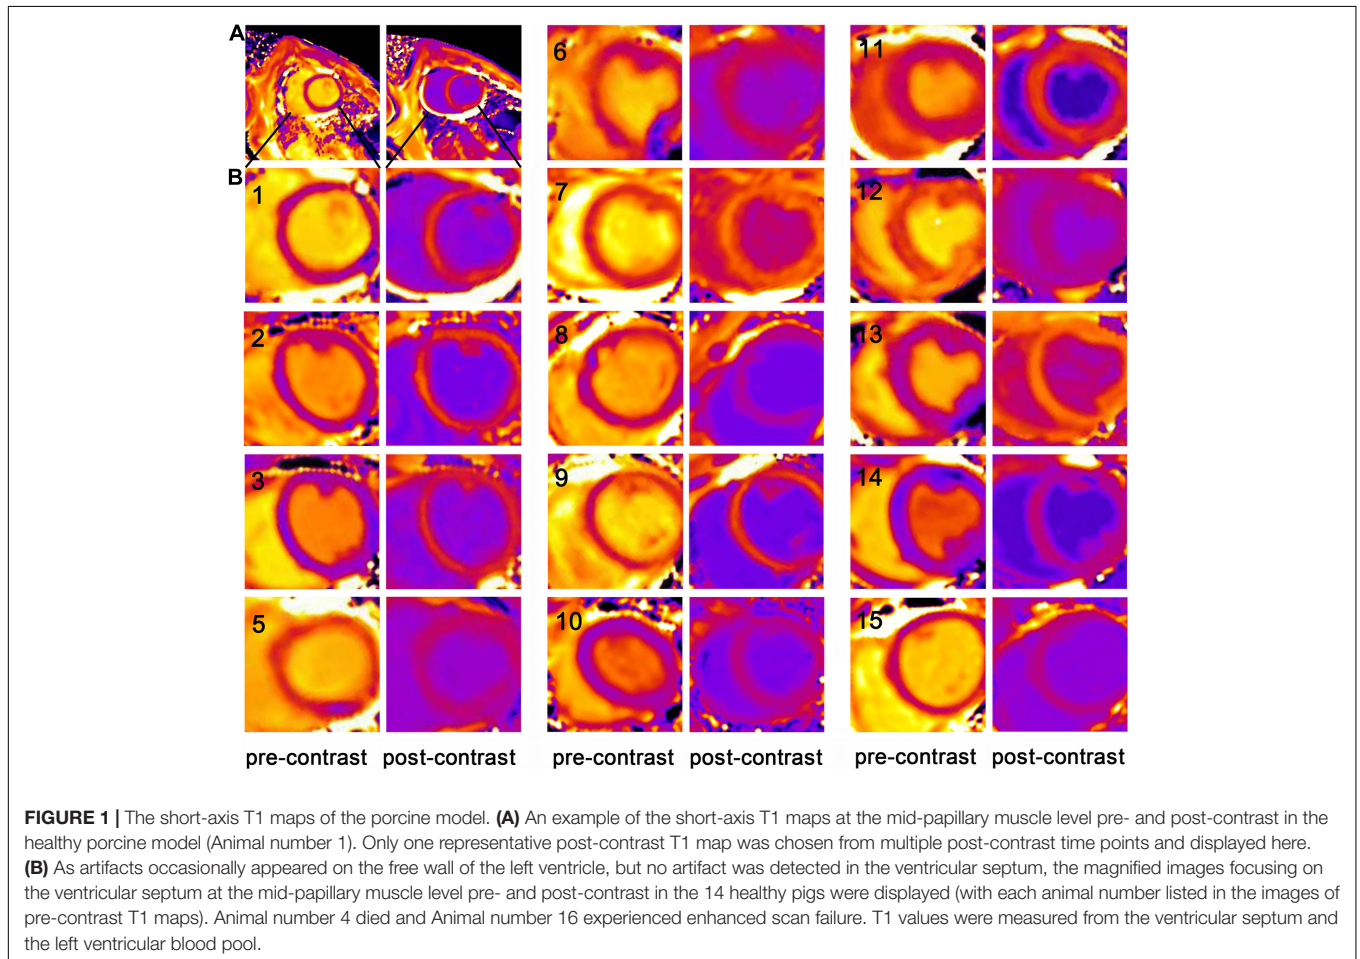 A
B
1
2
3
5
6
7
8
9
10
11
12
13
14
15
pre-contrast post-contrast pre-contrast post-contrast pre-contrast post-contrast
FIGURE 1 | The short-axis T1 maps of the porcine model. (A) An example of the short-axis T1 maps at the mid-papillary muscle level pre- and post-contrast in the
healthy porcine model (Animal number 1). Only one representative post-contrast T1 map was chosen from multiple post-contrast time points and displayed here.
(B) As artifacts occasionally appeared on the free wall of the left ventricle, but no artifact was detected in the ventricular septum, the magnified images focusing on
the ventricular septum at the mid-papillary muscle level pre- and post-contrast in the 14 healthy pigs were displayed (with each animal number listed in the images of
pre-contrast T1 maps). Animal number 4 died and Animal number 16 experienced enhanced scan failure. T1 values were measured from the ventricular septum and
the left ventricular blood pool.